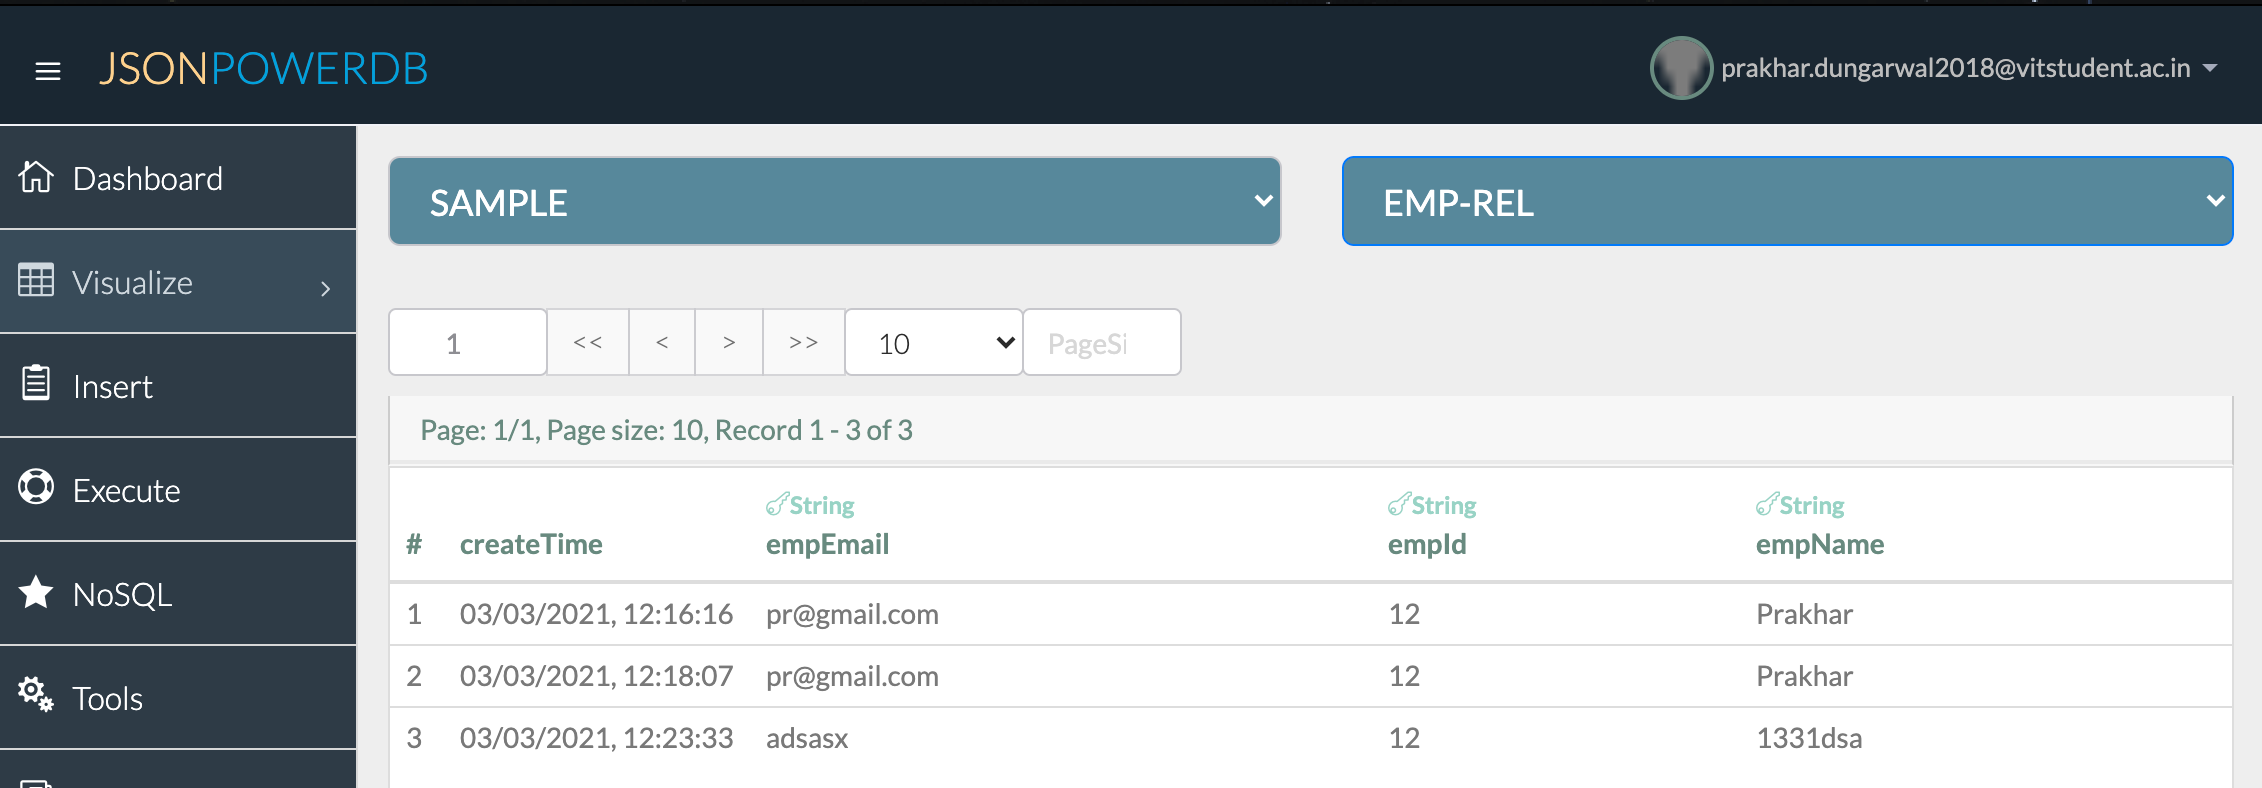 JSONPOWERDB
prakhar.dungarwal2018@vitstudent.ac.in
Dashboard
Visualize
Insert
Execute
NoSQL
Tools
SAMPLE
EMP-REL
1 << < > >> 10 PageSi
Page: 1/1, Page size: 10, Record 1 - 3 of 3
String String String
# createTime empEmail empId empName
1 03/03/2021, 12:16:16 pr@gmail.com 12 Prakhar
2 03/03/2021, 12:18:07 pr@gmail.com 12 Prakhar
3 03/03/2021, 12:23:33 adsasx 12 1331dsa